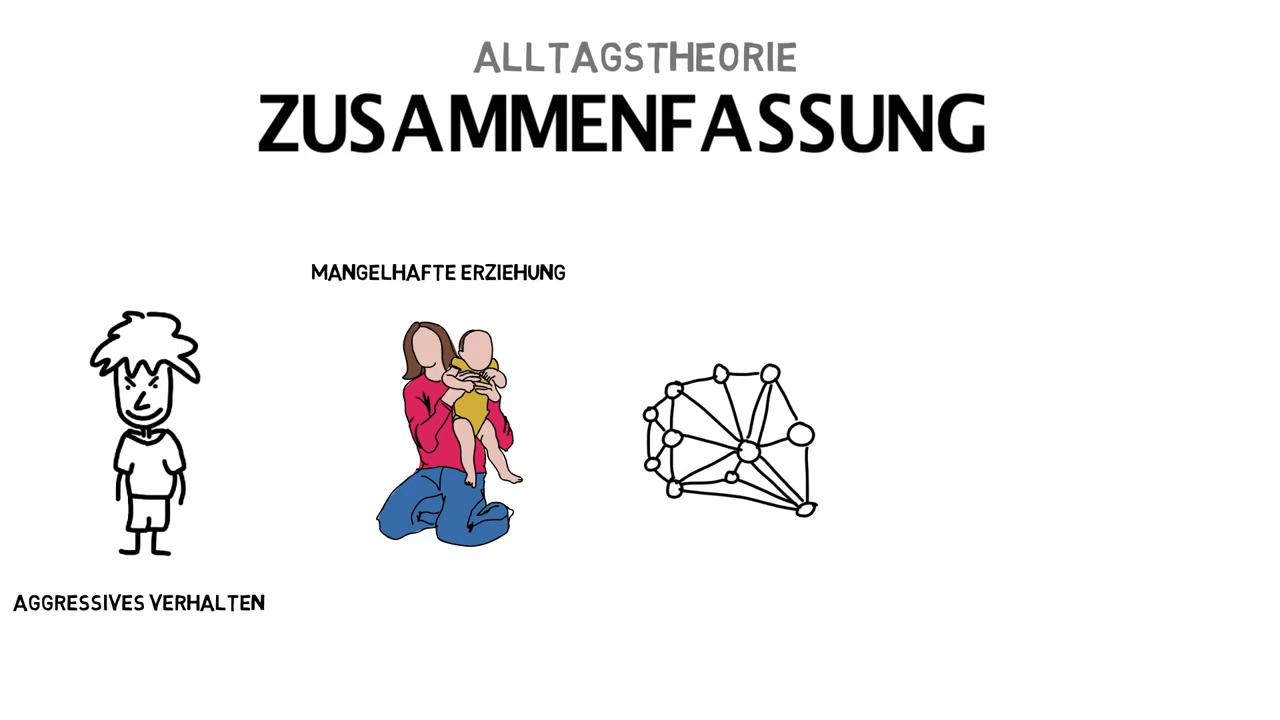 ALLTAGSTHEORIE
ZUSAMMENFASSUNG
MANGELHAFTE ERZIEHUNG
AGGRESSIVES VERHALTEN